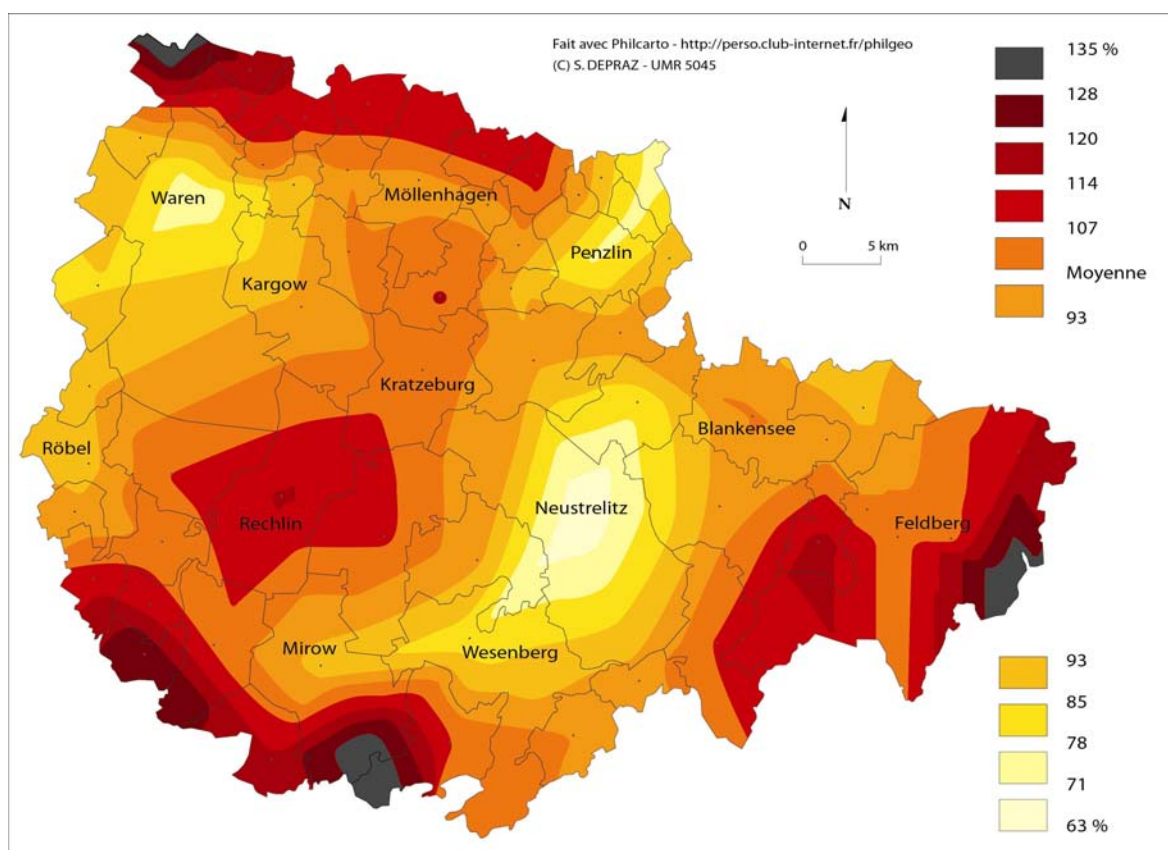 Fait avec Philcarto - http://perso.club-internet.fr/philgeo
(C) S. DEPRAZ - UMR 5045
135 %
128
120
114
107
Moyenne
93
N
0 5 km
Waren
Möllenhagen
Penzlin
Kargow
Kratzeburg
Röbel
Blankensee
Rechlin
Neustrelitz
Feldberg
Mirow
Wesenberg
93
85
78
71
63 %